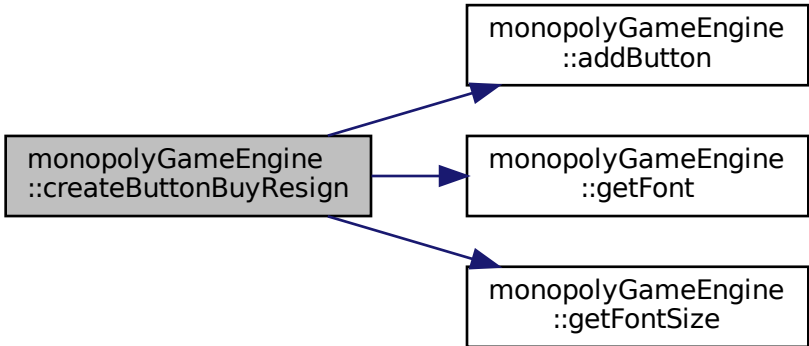 monopolyGameEngine
::addButton
monopolyGameEngine
::createButtonBuyResign
monopolyGameEngine
::getFont
monopolyGameEngine
::getFontSize